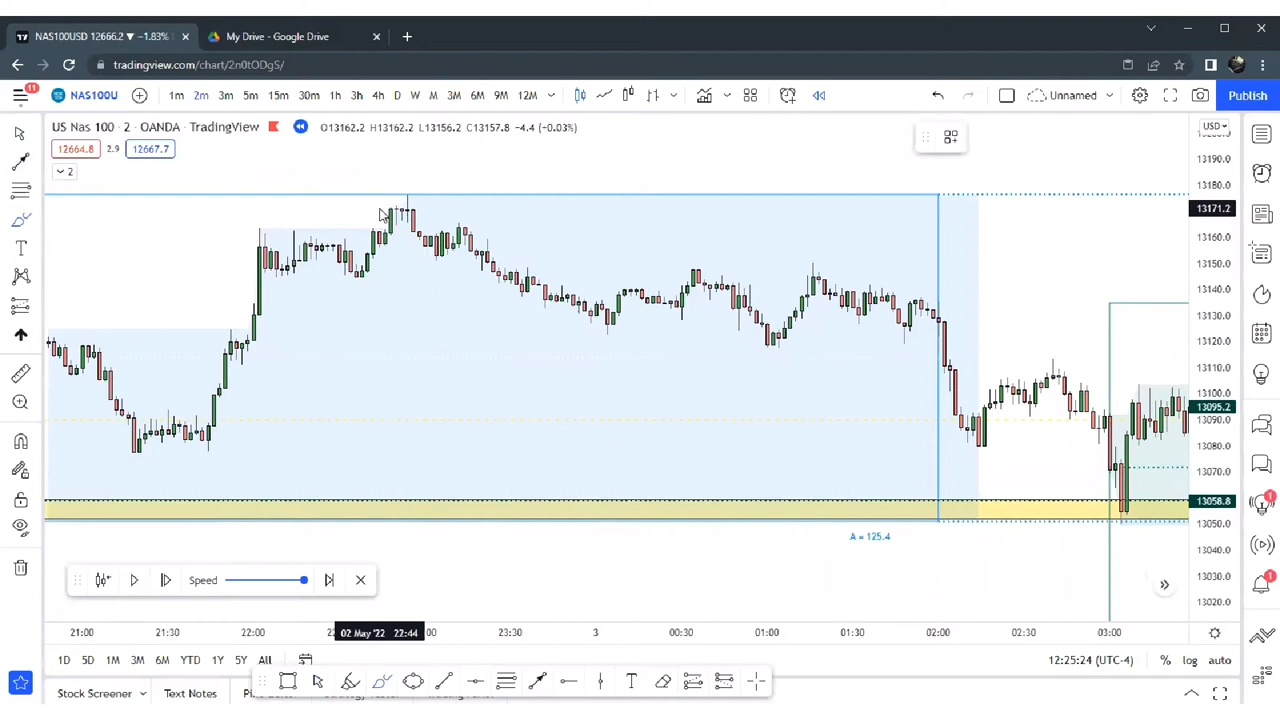 NAS100USD 12666.2 ▼ −1.83%
My Drive - Google Drive
tradingview.com/chart/2n0tODgS/
11
NAS100U
1m 2m 3m 5m 15m 30m 1h 3h 4h D W M 3M 6M 9M 12M
Unnamed
Publish
US Nas 100 · 2 · OANDA · TradingView
O13162.2 H13162.2 L13156.2 C13157.8 −4.4 (−0.03%)
USD
12664.8 2.9 12667.7
2
13190.0
13180.0
13171.2
13160.0
13150.0
13140.0
13130.0
13120.0
13110.0
13100.0
13095.2
13090.0
13080.0
13070.0
13058.8
13050.0
13040.0
13030.0
13020.0
A = 125.4
Speed
1
1
21:00 21:30 22:00 02 May '22 22:44 :00 23:30 3 00:30 01:00 01:30 02:00 02:30 03:00
1D 5D 1M 3M 6M YTD 1Y 5Y All
12:25:24 (UTC-4) % log auto
Stock Screener Text Notes